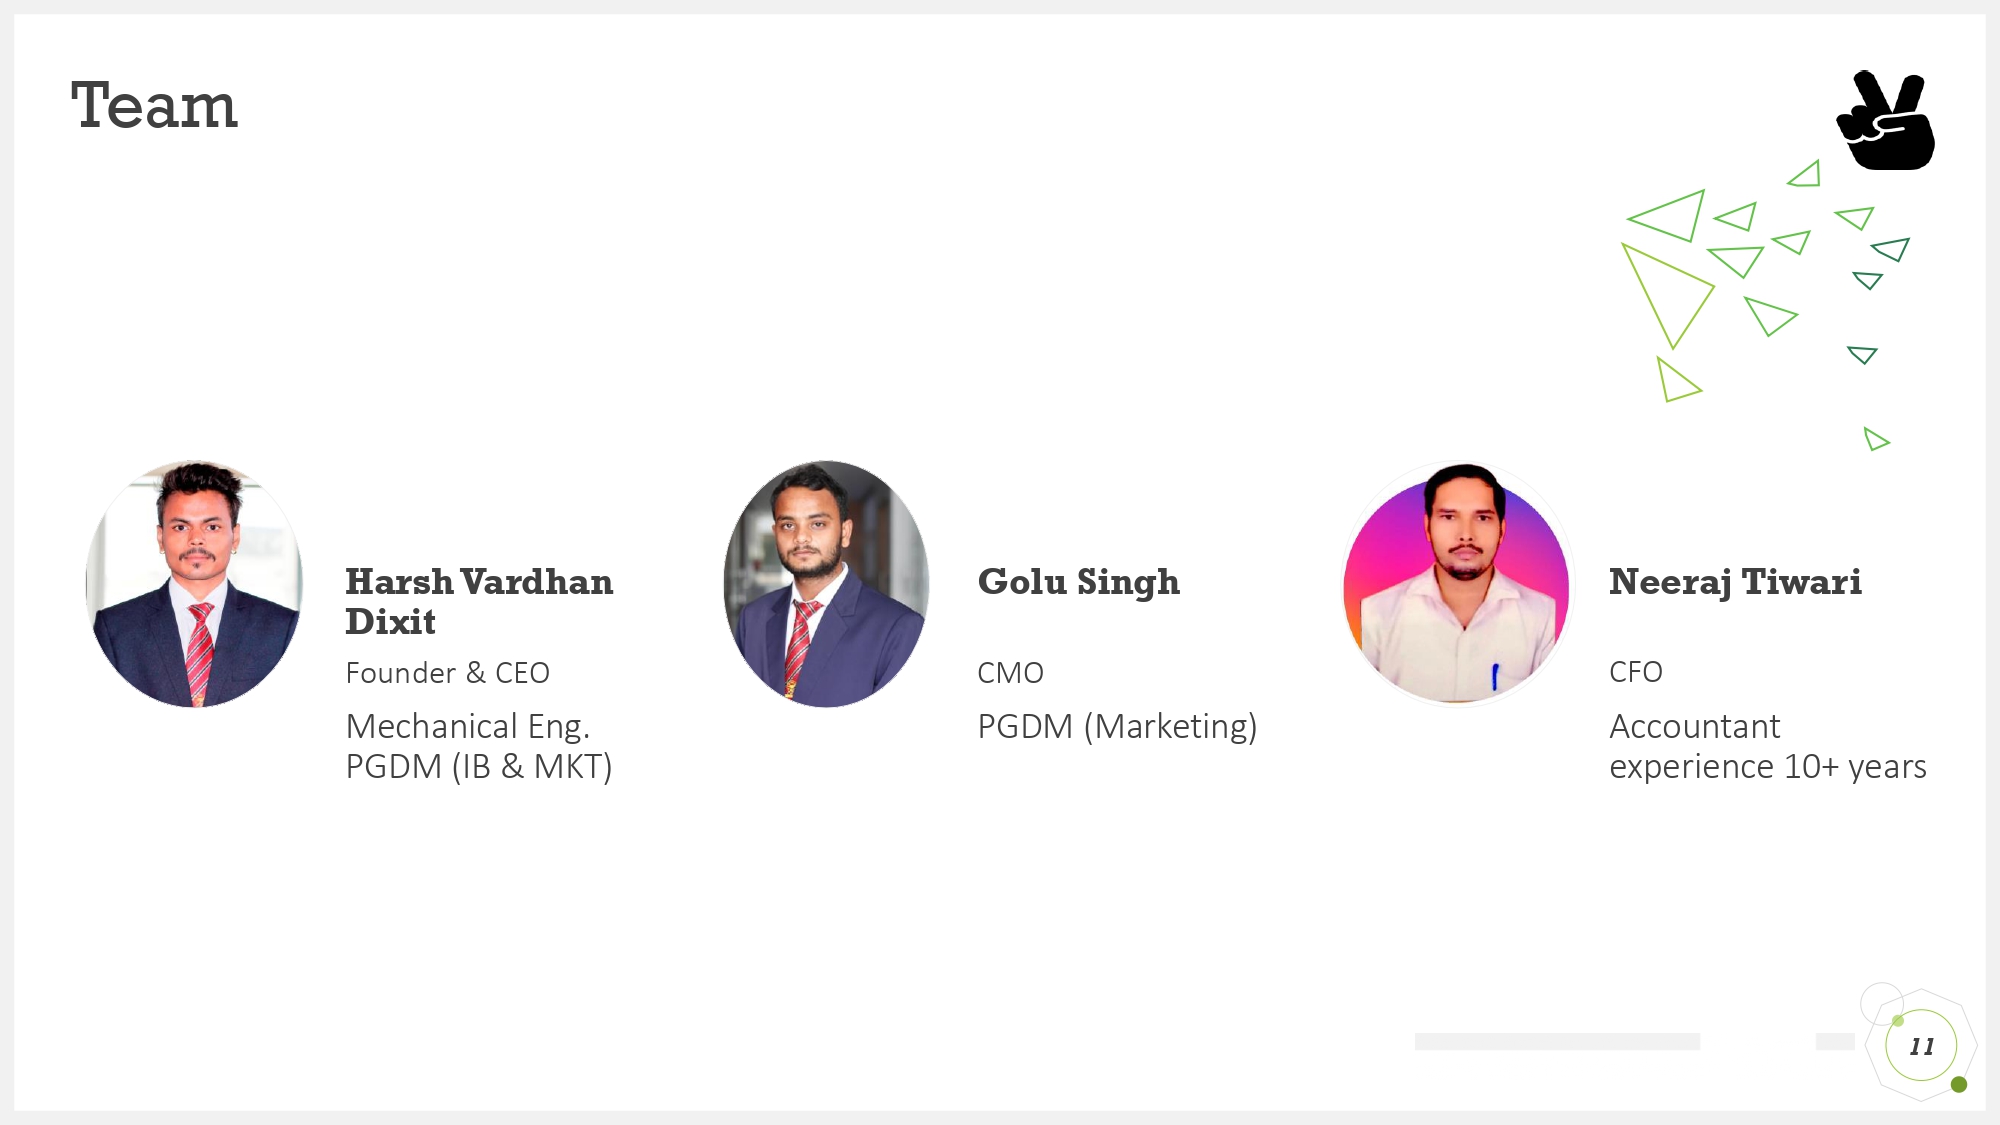 Team
Harsh Vardhan
Dixit
Founder & CEO
Mechanical Eng.
PGDM (IB & MKT)
Golu Singh
CMO
PGDM (Marketing)
Neeraj Tiwari
CFO
Accountant
experience 10+ years
11